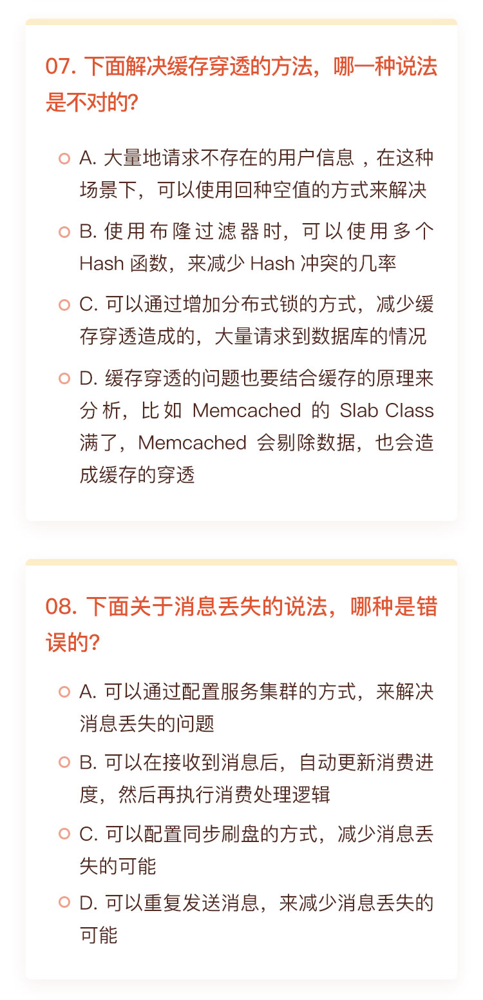 07. 下面解决缓存穿透的方法，哪一种说法
是不对的?
A. 大量地请求不存在的用户信息 , 在这种
场景下，可以使用回种空值的方式来解决
B. 使用布隆过滤器时，可以使用多个
Hash 函数，来减少 Hash 冲突的几率
C. 可以通过增加分布式锁的方式，减少缓
存穿透造成的，大量请求到数据库的情况
D. 缓存穿透的问题也要结合缓存的原理来
分析，比如 Memcached 的 Slab Class
满了，Memcached 会剔除数据，也会造
成缓存的穿透
08. 下面关于消息丢失的说法，哪种是错
误的?
A. 可以通过配置服务集群的方式，来解决
消息丢失的问题
B. 可以在接收到消息后，自动更新消费进
度，然后再执行消费处理逻辑
C. 可以配置同步刷盘的方式，减少消息丢
失的可能
D. 可以重复发送消息，来减少消息丢失的
可能